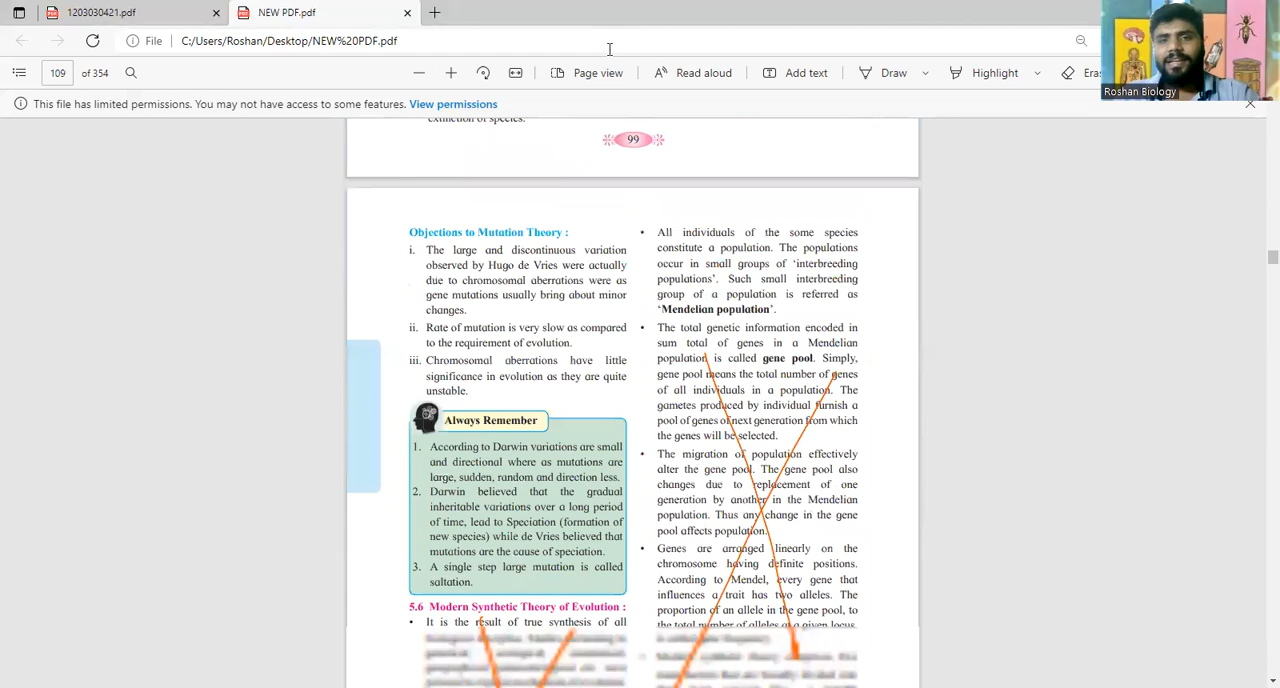 1203030421.pdf
NEW PDF.pdf
File
C:/Users/Roshan/Desktop/NEW%20PDF.pdf
109 of 354
Page view
Read aloud
Add text
Draw
Highlight
Eras
Roshan Biology
This file has limited permissions. You may not have access to some features. View permissions
extinction of species.
99
Objections to Mutation Theory :
i. The large and discontinuous variation
observed by Hugo de Vries were actually
due to chromosomal aberrations were as
gene mutations usually bring about minor
changes.
ii. Rate of mutation is very slow as compared
to the requirement of evolution.
iii. Chromosomal aberrations have little
significance in evolution as they are quite
unstable.
Always Remember
1. According to Darwin variations are small
and directional where as mutations are
large, sudden, random and direction less.
2. Darwin believed that the gradual
inheritable variations over a long period
of time, lead to Speciation (formation of
new species) while de Vries believed that
mutations are the cause of speciation.
3. A single step large mutation is called
saltation.
5.6 Modern Synthetic Theory of Evolution :
• It is the result of true synthesis of all
• All individuals of the some species
constitute a population. The populations
occur in small groups of ‘interbreeding
populations’. Such small interbreeding
group of a population is referred as
‘Mendelian population’.
• The total genetic information encoded in
sum total of genes in a Mendelian
population is called gene pool. Simply,
gene pool means the total number of genes
of all individuals in a population. The
gametes produced by individual furnish a
pool of genes of next generation from which
the genes will be selected.
• The migration of population effectively
alter the gene pool. The gene pool also
changes due to replacement of one
generation by another in the Mendelian
population. Thus any change in the gene
pool affects population.
• Genes are arranged linearly on the
chromosome having definite positions.
According to Mendel, every gene that
influences a trait has two alleles. The
proportion of an allele in the gene pool, to
the total number of alleles at a given locus,